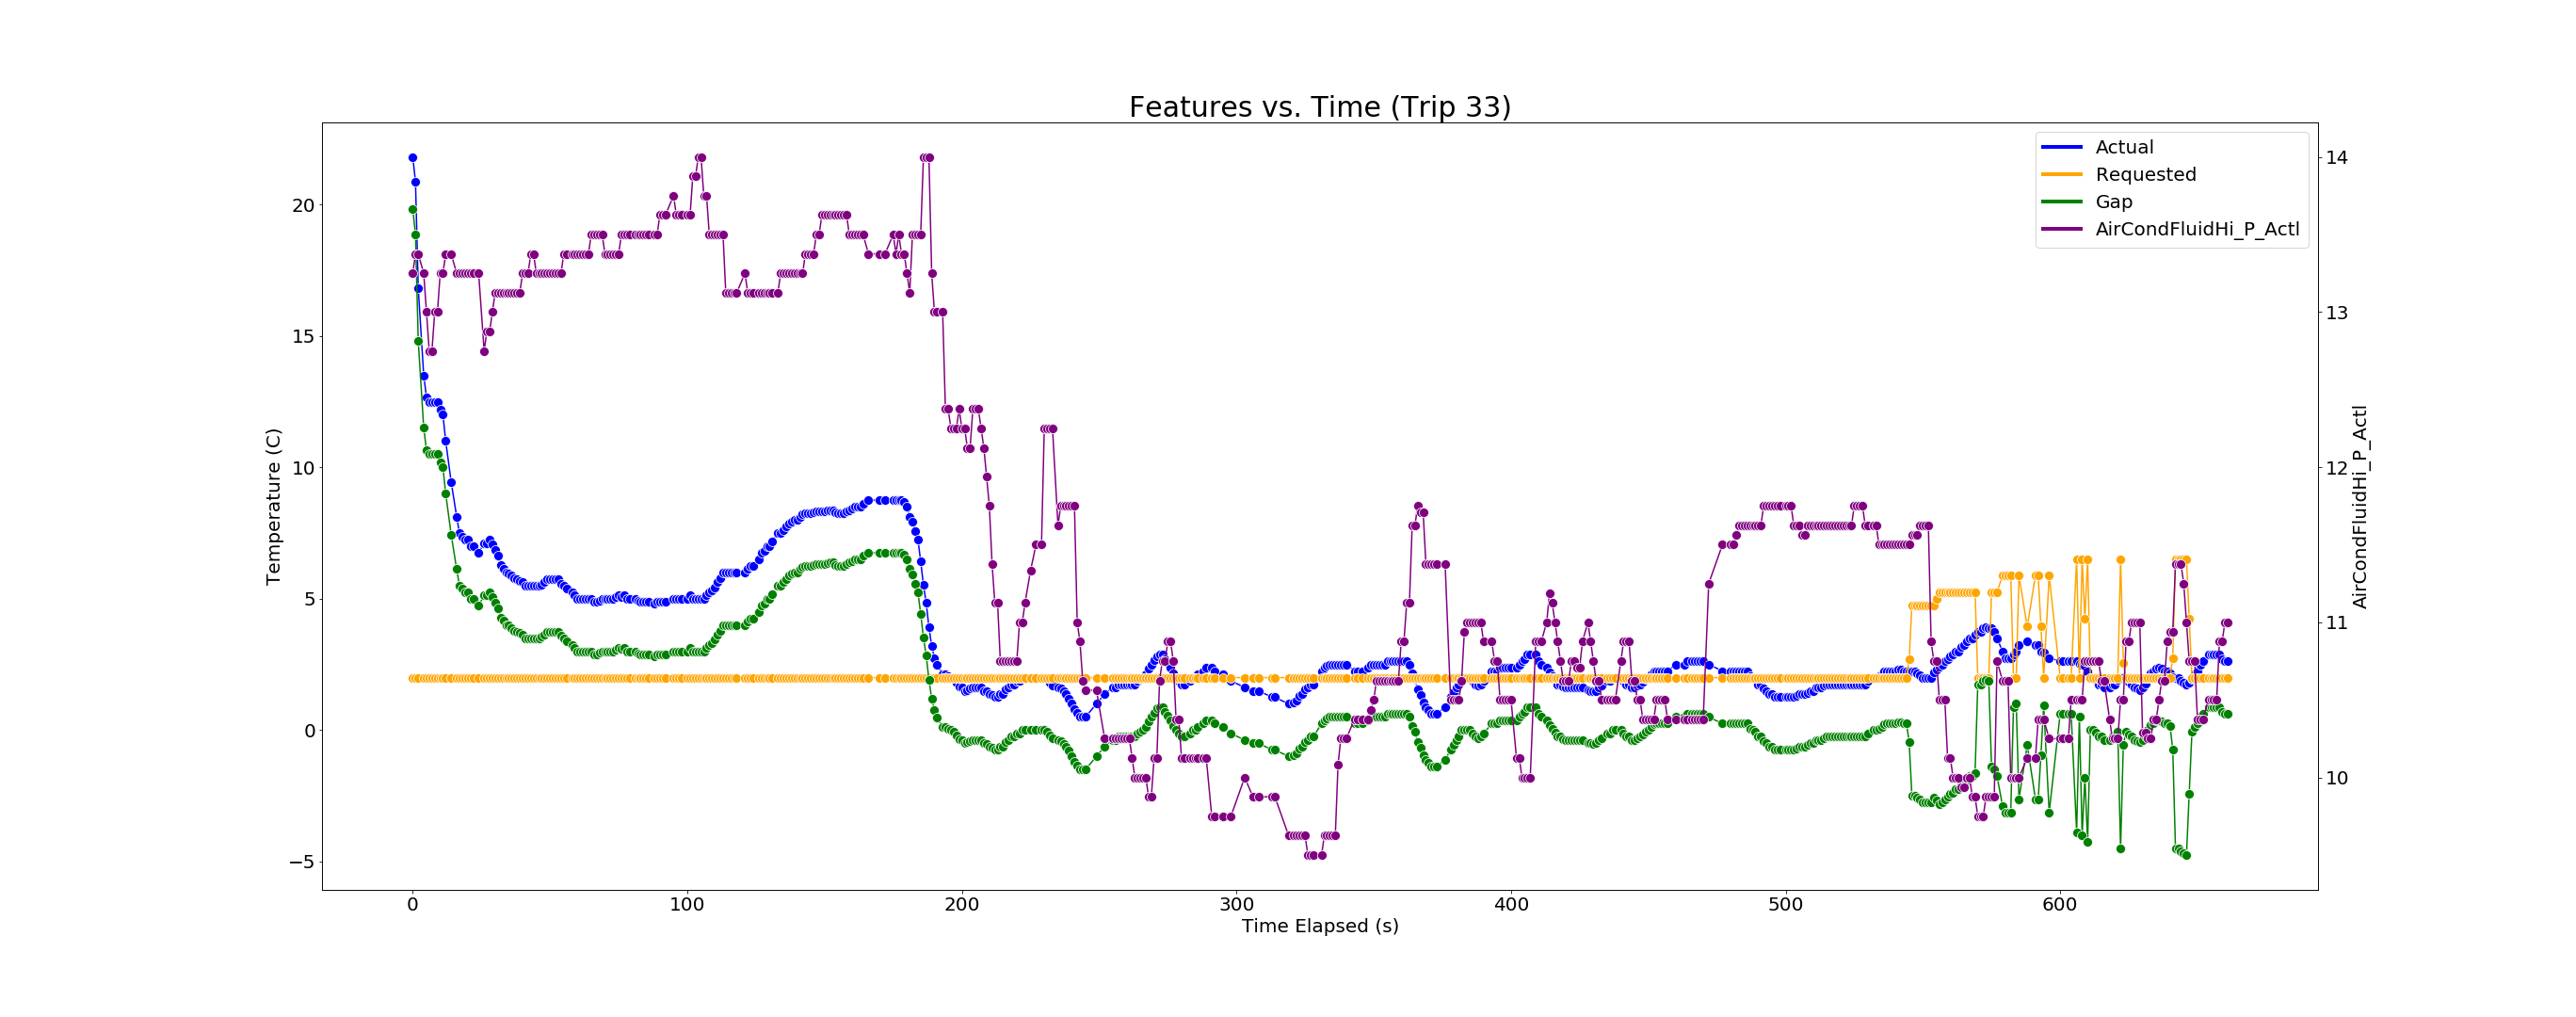 Features vs. Time (Trip 33)
Actual
Requested
Gap
AirCondFluidHi_P_Actl
Temperature (C)
20
15
10
5
0
−5
14
13
12
11
10
AirCondFluidHi_P_Actl
0 100 200 300 400 500 600
Time Elapsed (s)